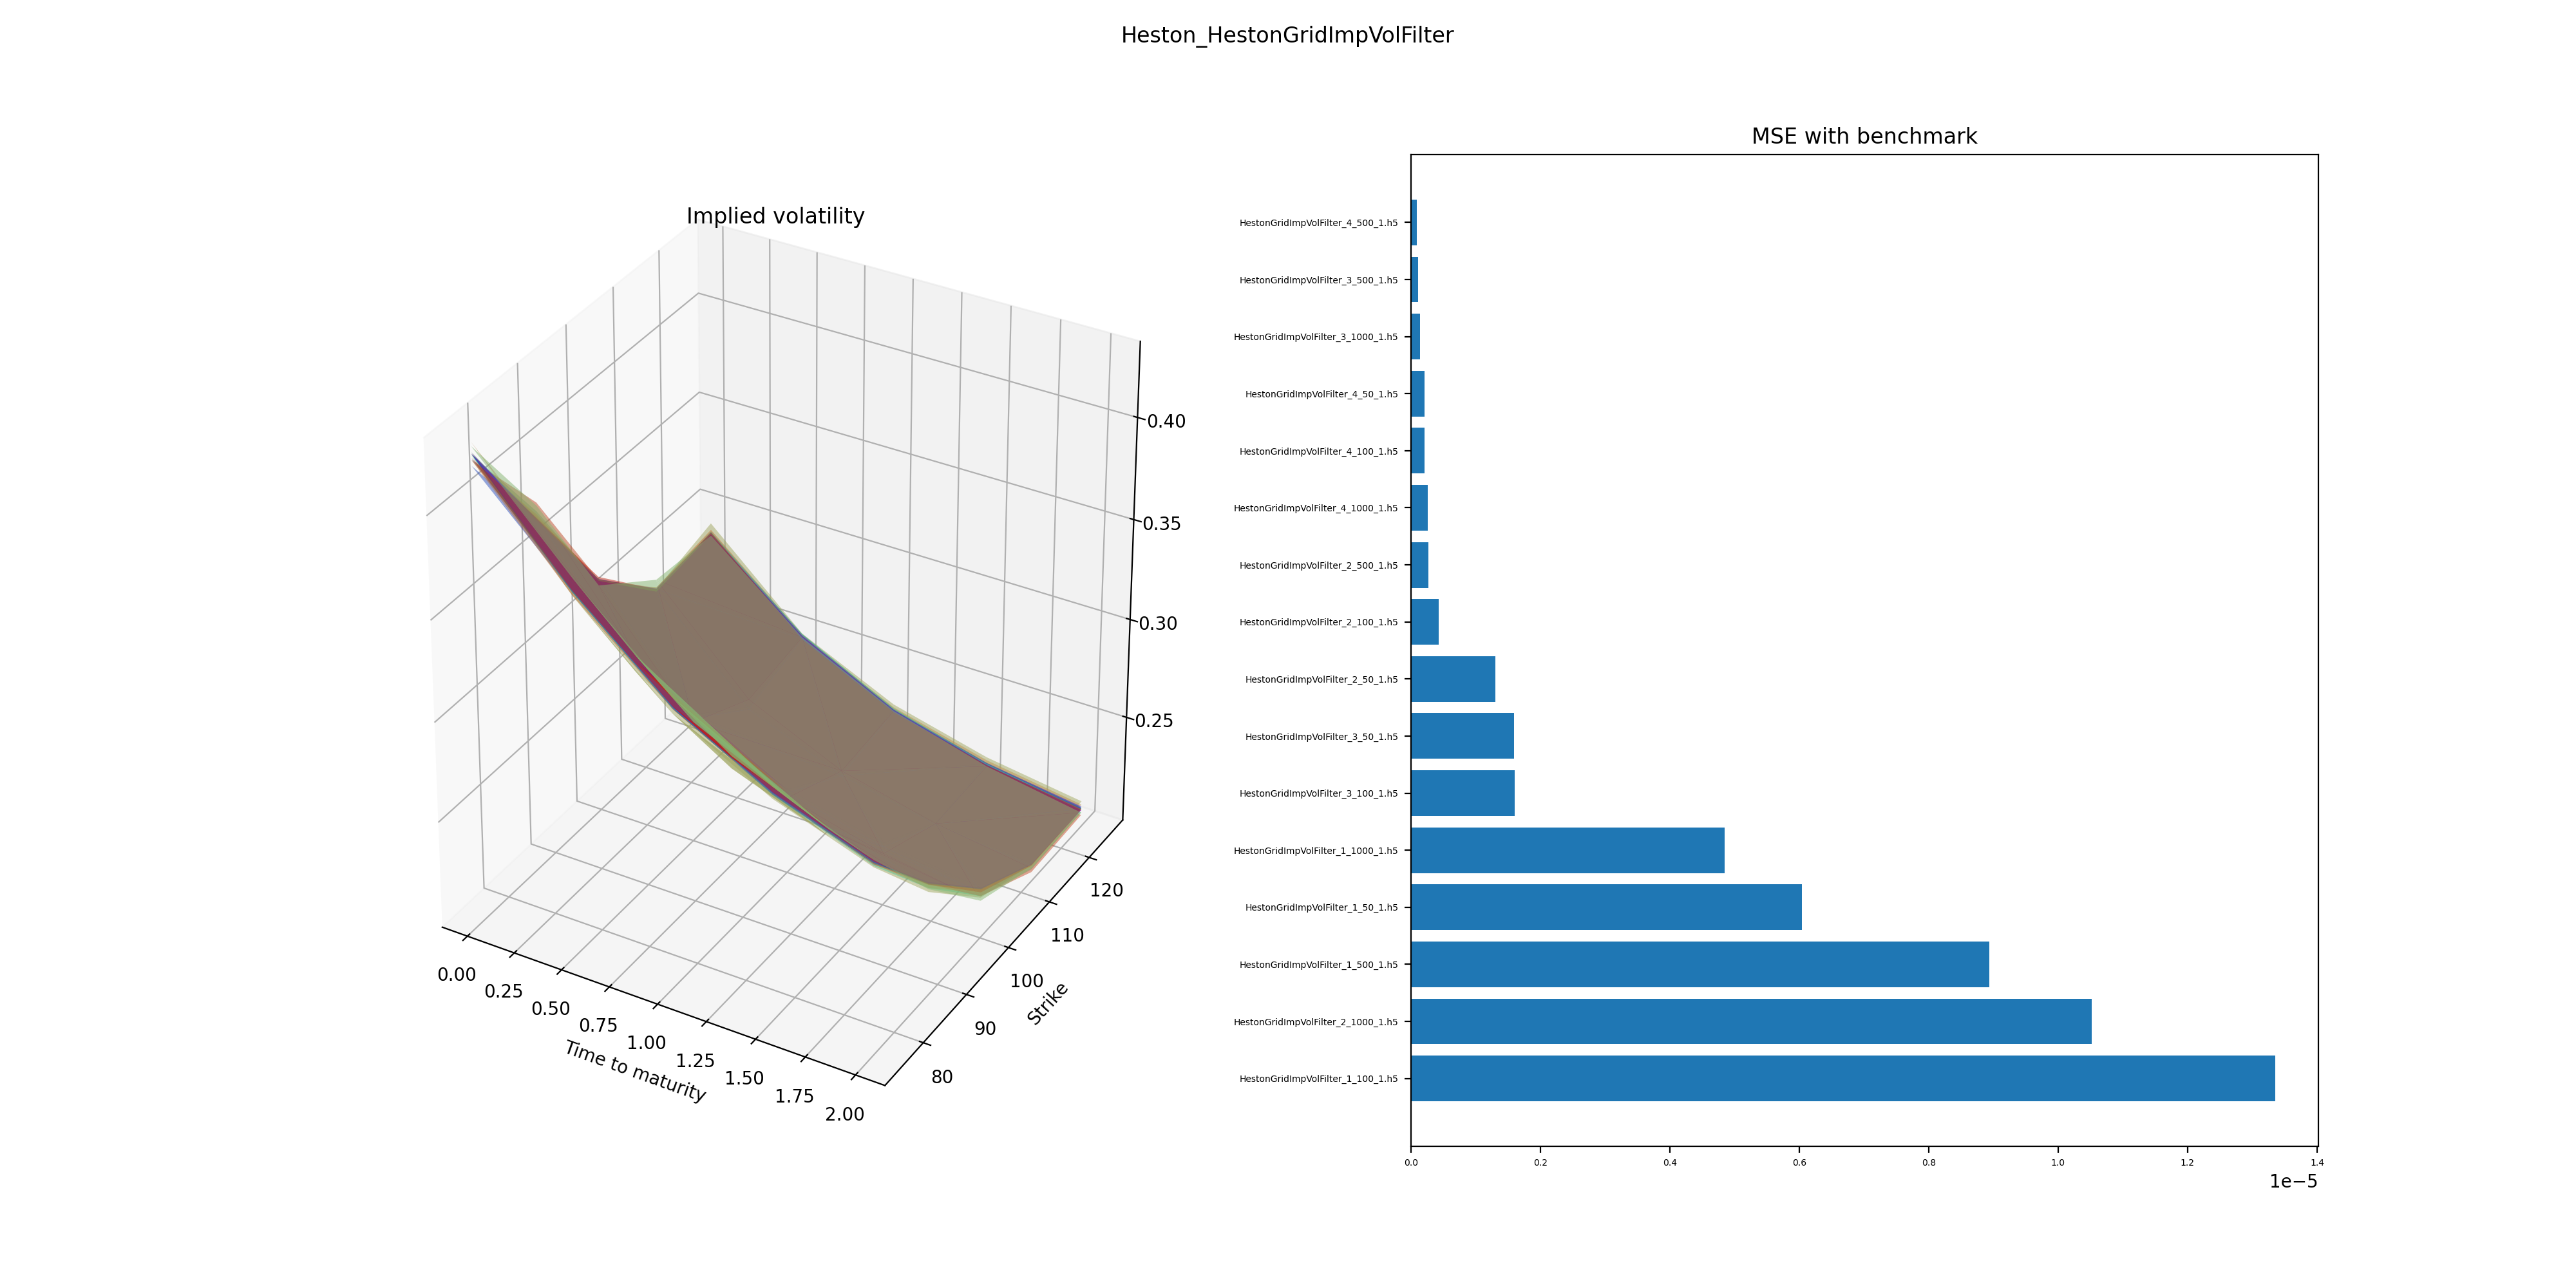 Heston_HestonGridImpVolFilter
Implied volatility
0.40
0.35
0.30
0.25
0.00
0.25
0.50
0.75
1.00
1.25
1.50
1.75
2.00
Time to maturity
80
90
100
110
120
Strike
MSE with benchmark
HestonGridImpVolFilter_4_500_1.h5
HestonGridImpVolFilter_3_500_1.h5
HestonGridImpVolFilter_3_1000_1.h5
HestonGridImpVolFilter_4_50_1.h5
HestonGridImpVolFilter_4_100_1.h5
HestonGridImpVolFilter_4_1000_1.h5
HestonGridImpVolFilter_2_500_1.h5
HestonGridImpVolFilter_2_100_1.h5
HestonGridImpVolFilter_2_50_1.h5
HestonGridImpVolFilter_3_50_1.h5
HestonGridImpVolFilter_3_100_1.h5
HestonGridImpVolFilter_1_1000_1.h5
HestonGridImpVolFilter_1_50_1.h5
HestonGridImpVolFilter_1_500_1.h5
HestonGridImpVolFilter_2_1000_1.h5
HestonGridImpVolFilter_1_100_1.h5
0.0 0.2 0.4 0.6 0.8 1.0 1.2 1.4
1e−5